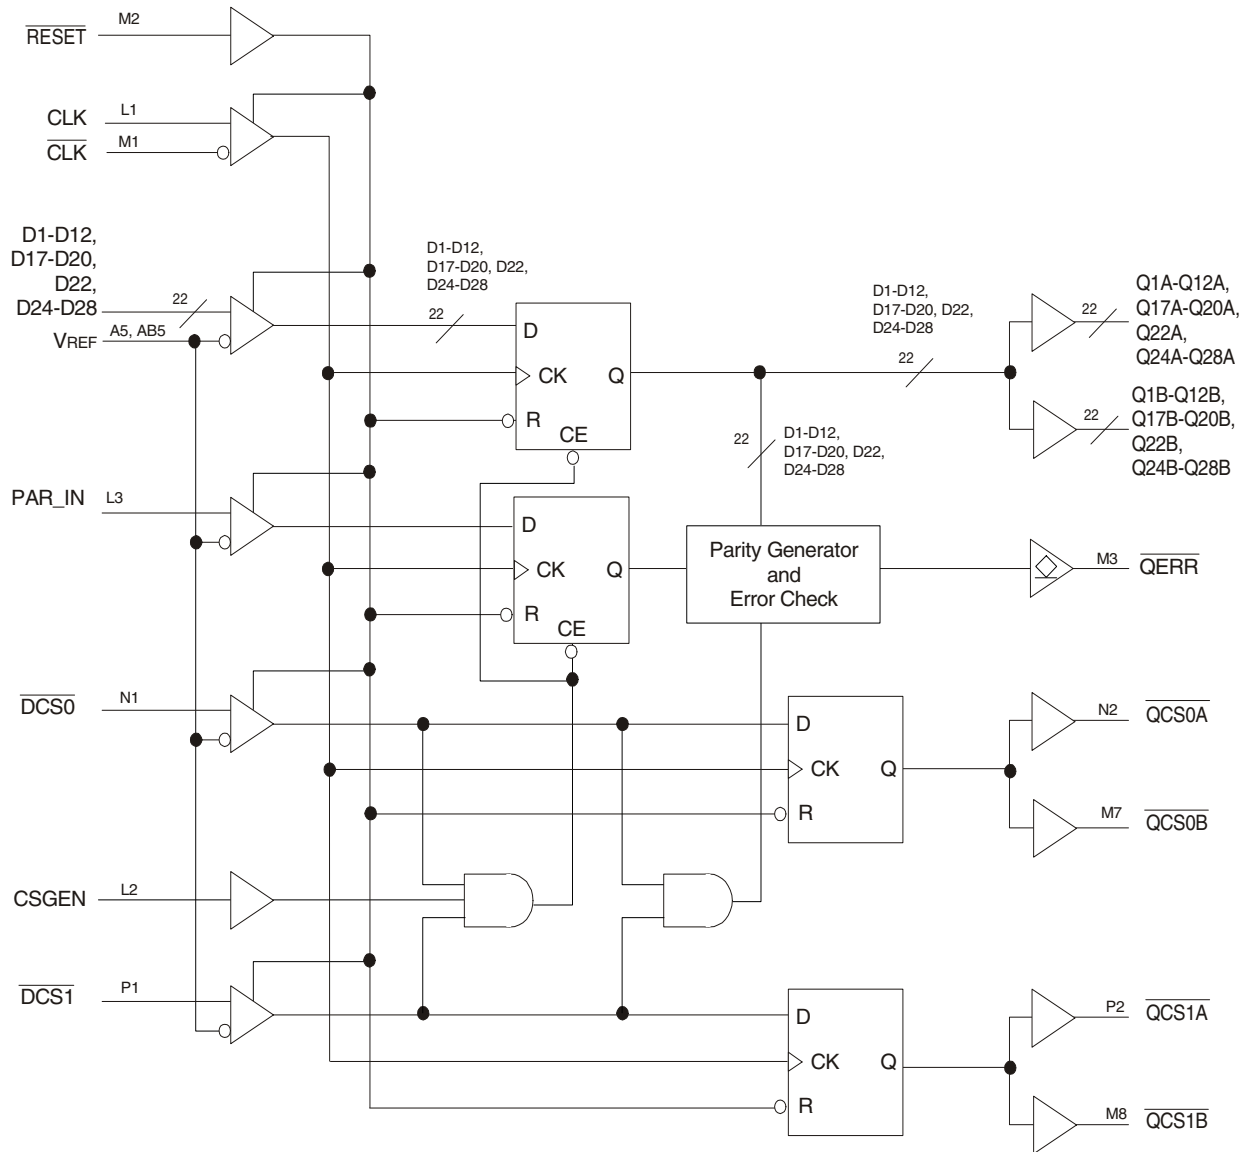 M2
RESET
CLK L1
CLK M1
D1-D12,
D17-D20,
D22,
D24-D28 22
VREF A5, AB5
D1-D12,
D17-D20, D22,
D24-D28
22
D
CK Q
R
CE
D1-D12,
D17-D20, D22,
D24-D28
22
22
Q1A-Q12A,
Q17A-Q20A,
Q22A,
Q24A-Q28A
22
Q1B-Q12B,
Q17B-Q20B,
Q22B,
Q24B-Q28B
22
D1-D12,
D17-D20, D22,
D24-D28
PAR_IN L3
D
CK Q
R
CE
Parity Generator
and
Error Check
M3 QERR
DCS0 N1
D
CK Q
R
N2 QCS0A
M7 QCS0B
CSGEN L2
DCS1 P1
D
CK Q
R
P2 QCS1A
M8 QCS1B